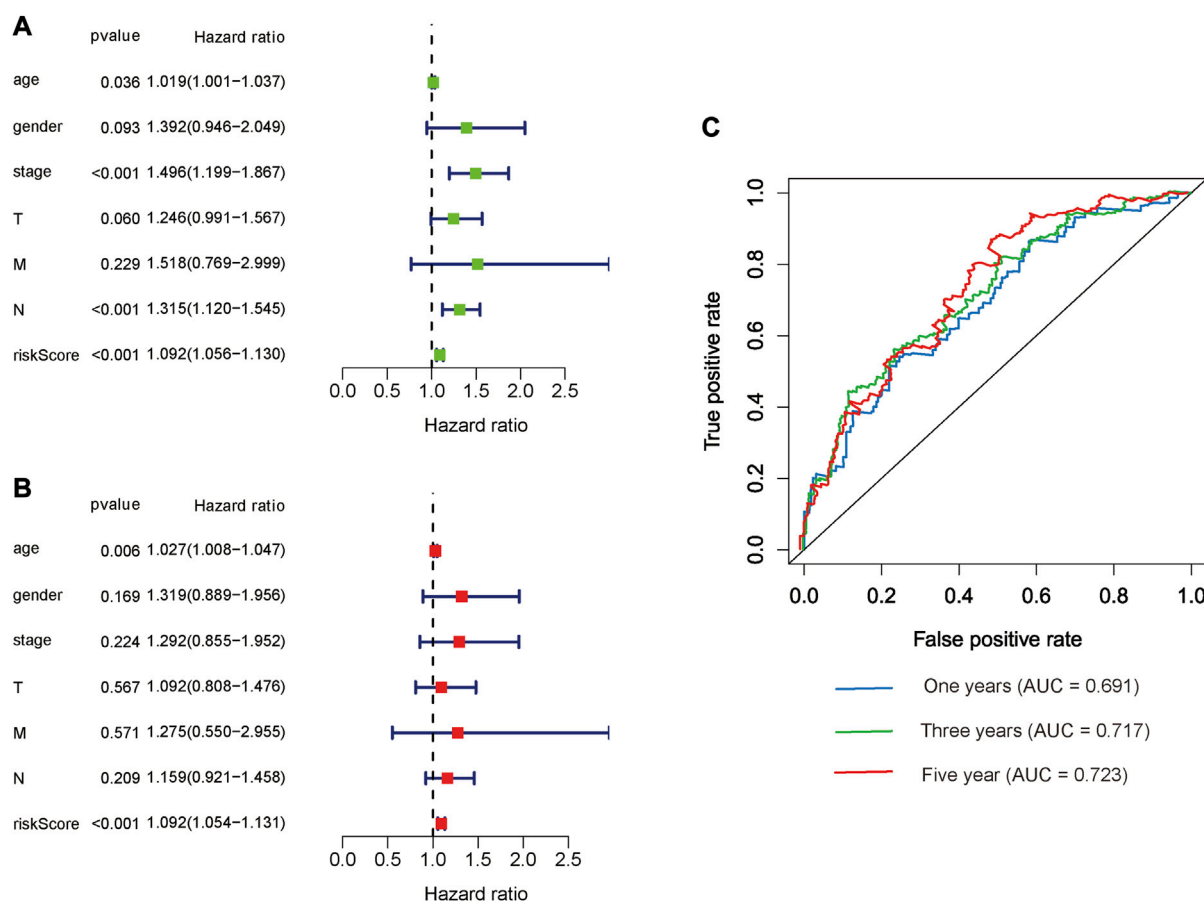 A
pvalue Hazard ratio
age 0.036 1.019(1.001−1.037)
gender 0.093 1.392(0.946−2.049)
stage <0.001 1.496(1.199−1.867)
T 0.060 1.246(0.991−1.567)
M 0.229 1.518(0.769−2.999)
N <0.001 1.315(1.120−1.545)
riskScore <0.001 1.092(1.056−1.130)
0.0 0.5 1.0 1.5 2.0 2.5
Hazard ratio
B
pvalue Hazard ratio
age 0.006 1.027(1.008−1.047)
gender 0.169 1.319(0.889−1.956)
stage 0.224 1.292(0.855−1.952)
T 0.567 1.092(0.808−1.476)
M 0.571 1.275(0.550−2.955)
N 0.209 1.159(0.921−1.458)
riskScore <0.001 1.092(1.054−1.131)
0.0 0.5 1.0 1.5 2.0 2.5
Hazard ratio
C
True positive rate
1.0
0.8
0.6
0.4
0.2
0.0
0.0 0.2 0.4 0.6 0.8 1.0
False positive rate
One years (AUC = 0.691)
Three years (AUC = 0.717)
Five year (AUC = 0.723)